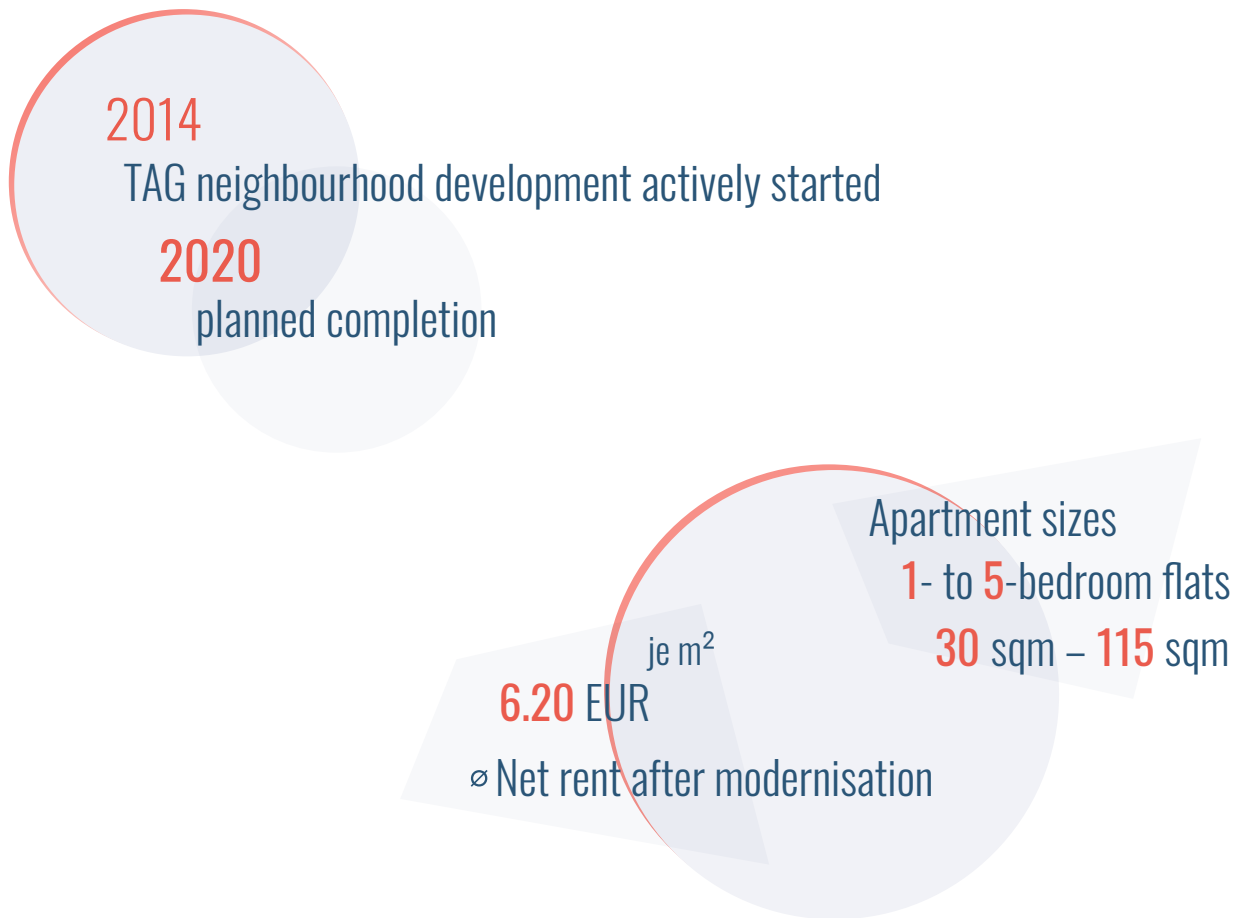 2014
TAG neighbourhood development actively started
2020
planned completion
Apartment sizes
1- to 5-bedroom flats
30 sqm – 115 sqm
je m²
6.20 EUR
⌀ Net rent after modernisation